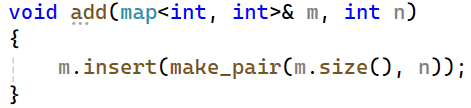 void add(map<int, int>& m, int n)
{
    m.insert(make_pair(m.size(), n));
}